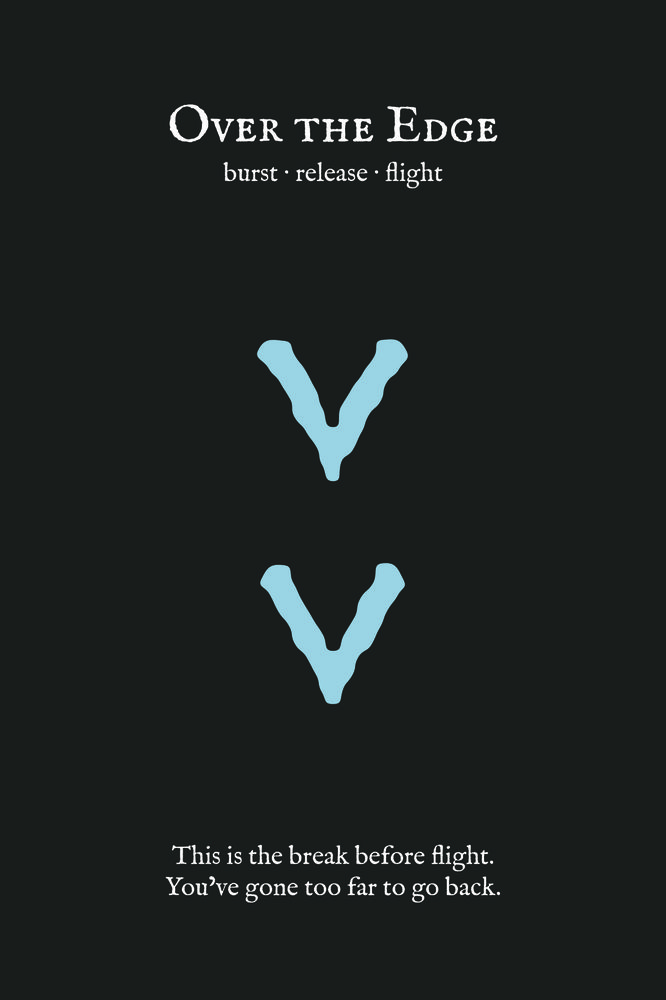 Over the Edge
burst · release · flight
V
V
This is the break before flight.
You’ve gone too far to go back.